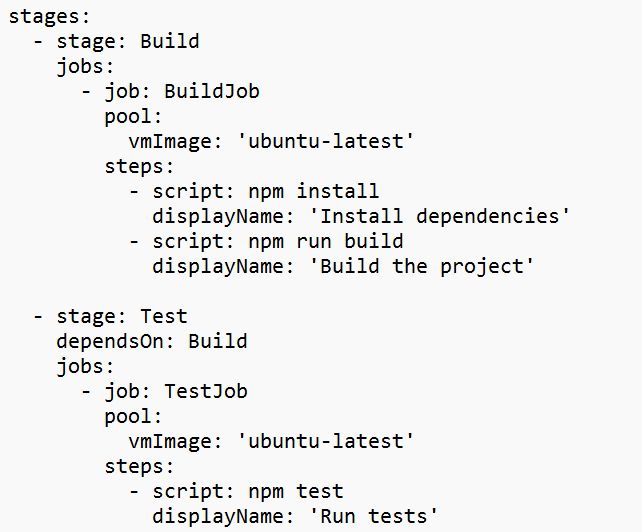 stages:
  - stage: Build
    jobs:
      - job: BuildJob
        pool:
          vmImage: 'ubuntu-latest'
        steps:
          - script: npm install
            displayName: 'Install dependencies'
          - script: npm run build
            displayName: 'Build the project'

  - stage: Test
    dependsOn: Build
    jobs:
      - job: TestJob
        pool:
          vmImage: 'ubuntu-latest'
        steps:
          - script: npm test
            displayName: 'Run tests'